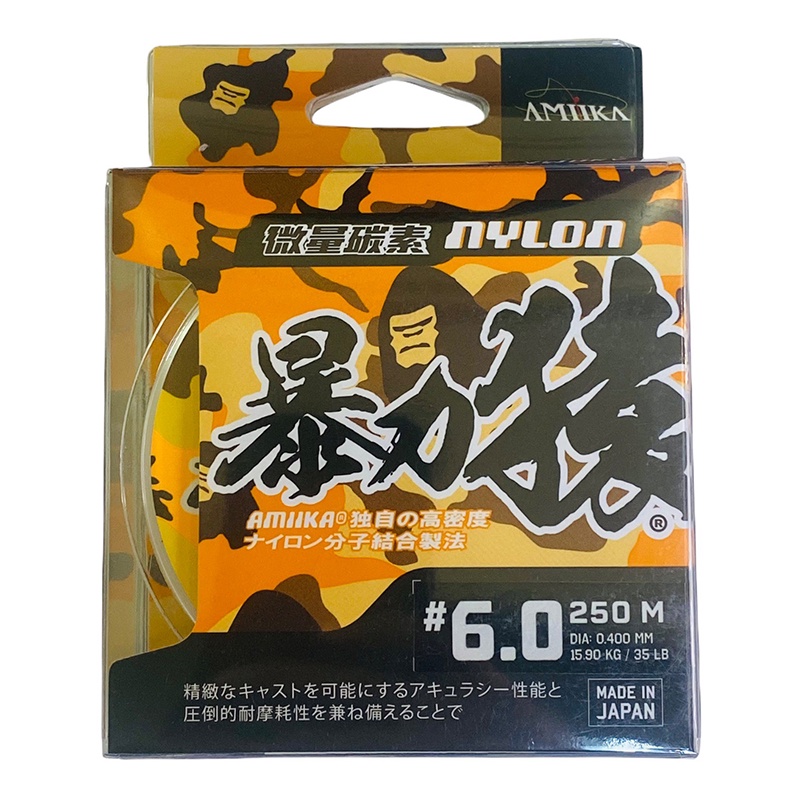 AMIIKA
微量碳素 NYLON
暴力猿®
AMIIKA®独自の高密度
ナイロン分子結合製法
#6.0 250 M
DIA: 0.400 MM
15.90 KG / 35 LB
精緻なキャストを可能にするアキュラシー性能と
圧倒的耐摩耗性を兼ね備えることで
MADE IN
JAPAN